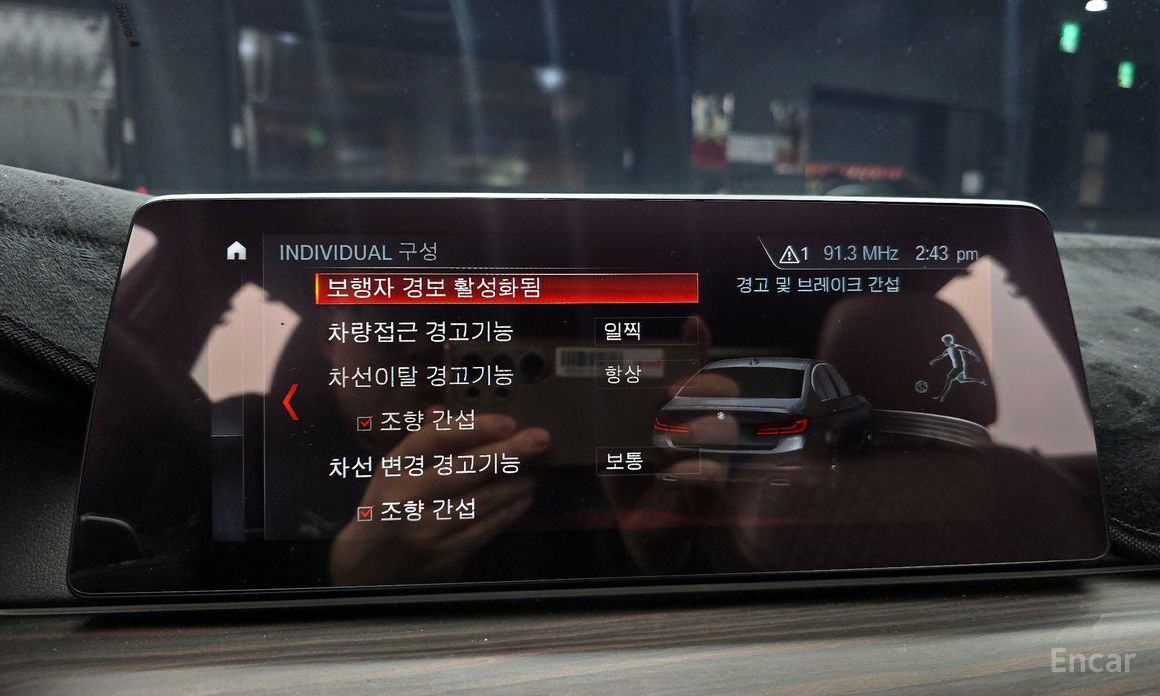 INDIVIDUAL 구성
⚠1 91.3 MHz 2:43 pm
보행자 경보 활성화됨
경고 및 브레이크 간섭
차량접근 경고기능 일찍
차선이탈 경고기능 항상
☑ 조향 간섭
차선 변경 경고기능 보통
☑ 조향 간섭
Encar